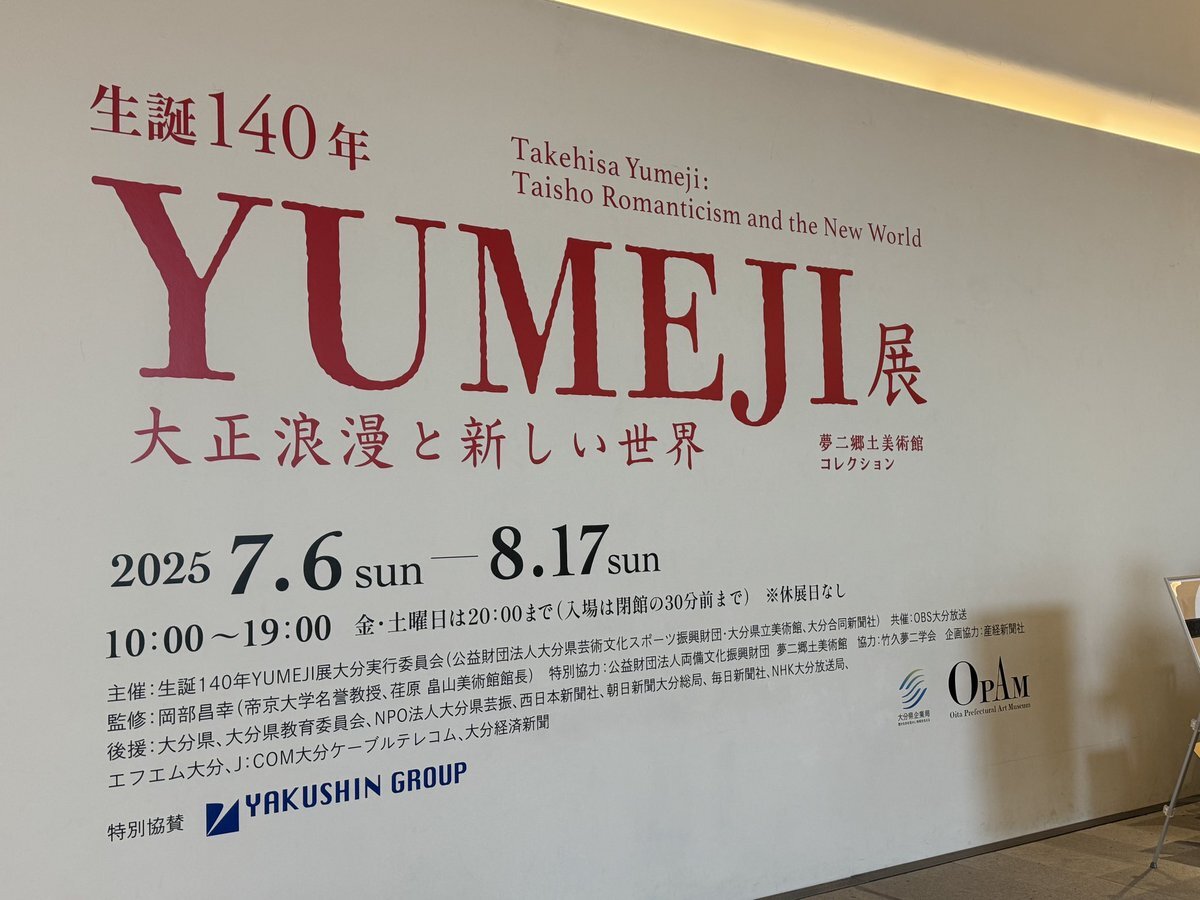 生誕140年
Takehisa Yumeji:
Taisho Romanticism and the New World
YUMEJI展
大正浪漫と新しい世界
夢二郷土美術館
コレクション
2025 7.6 sun — 8.17 sun
10:00〜19:00 金・土曜日は20:00まで(入場は閉館の30分前まで) ※休展日なし
主催:生誕140年YUMEJI展大分実行委員会(公益財団法人大分県芸術文化スポーツ振興財団・大分県立美術館、大分合同新聞社) 共催:OBS大分放送
監修:岡部昌幸(帝京大学名誉教授、荏原 畠山美術館館長) 特別協力:公益財団法人両備文化振興財団 夢二郷土美術館 協力:竹久夢二学会 企画協力:産経新聞社
後援:大分県、大分県教育委員会、NPO法人大分県芸振、西日本新聞社、朝日新聞大分総局、毎日新聞社、NHK大分放送局、
エフエム大分、J:COM大分ケーブルテレコム、大分経済新聞
大分県企業局
OPAM
Oita Prefectural Art Museum
特別協賛 YAKUSHIN GROUP